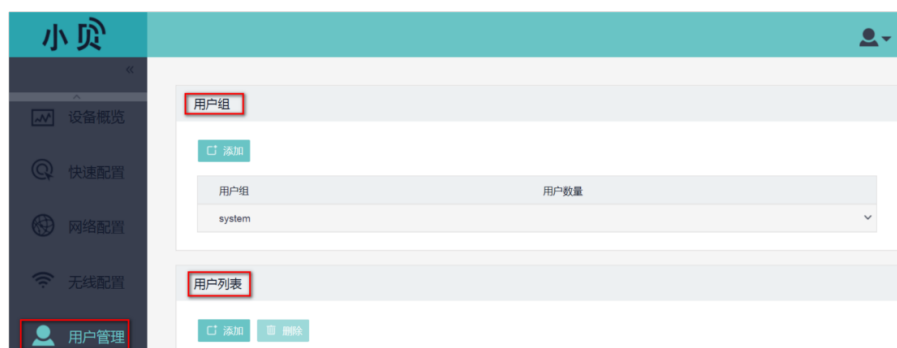 小贝
«
设备概览
快速配置
网络配置
无线配置
用户管理
用户组
添加
用户组 用户数量
system
用户列表
添加 删除